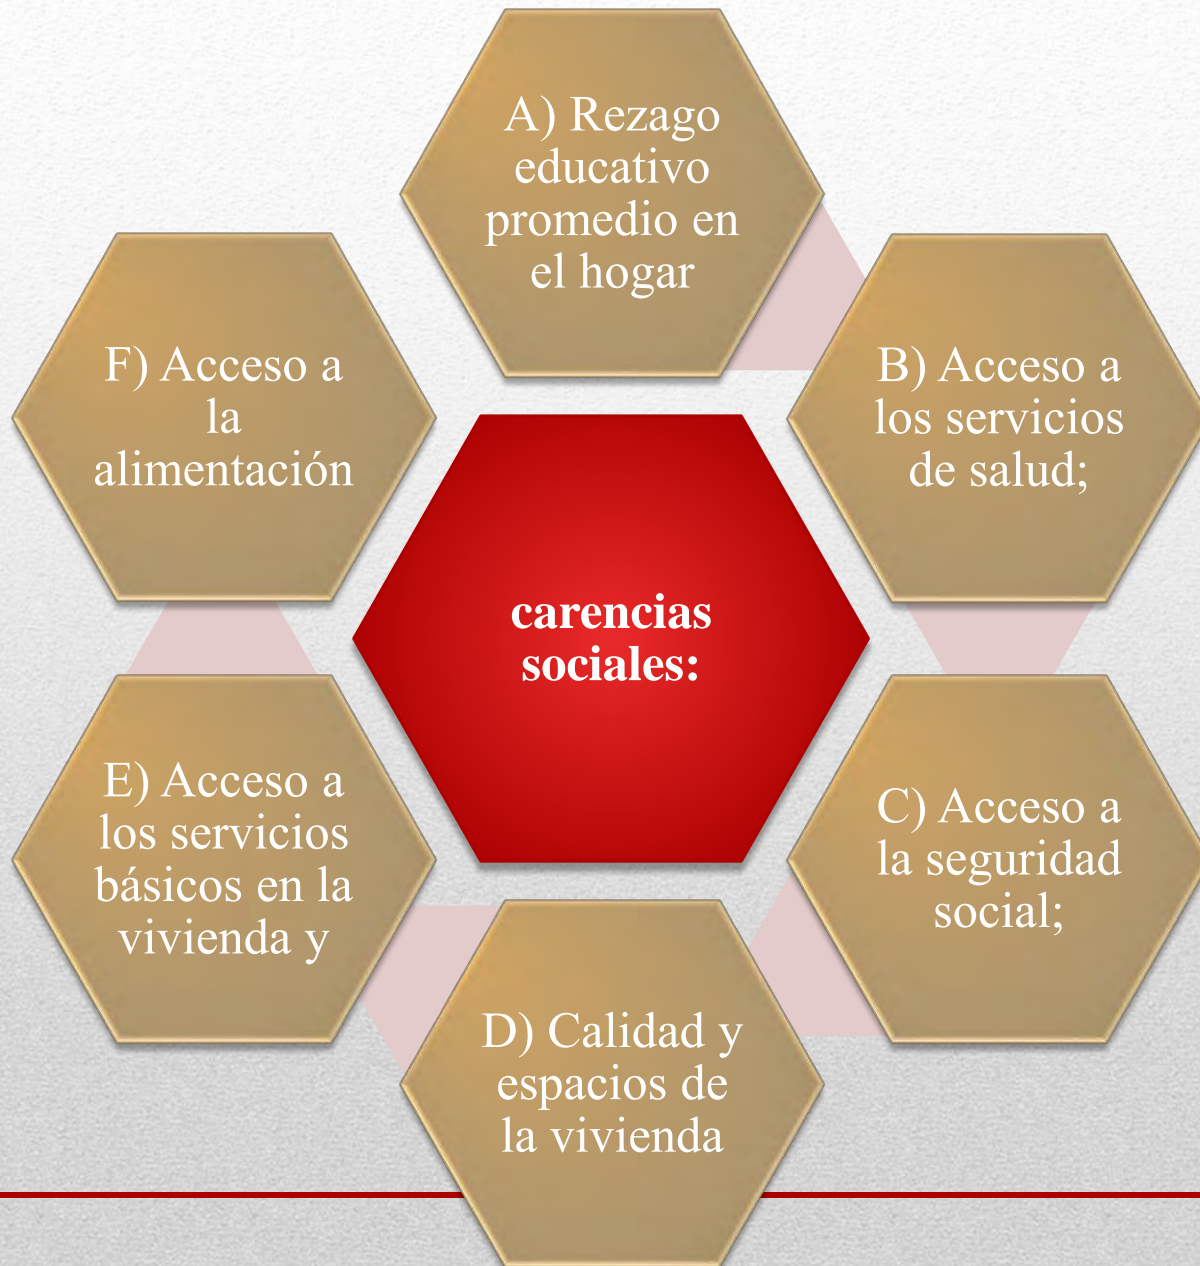 A) Rezago
educativo
promedio en
el hogar
B) Acceso a
los servicios
de salud;
C) Acceso a
la seguridad
social;
D) Calidad y
espacios de
la vivienda
E) Acceso a
los servicios
básicos en la
vivienda y
F) Acceso a
la
alimentación
carencias
sociales: